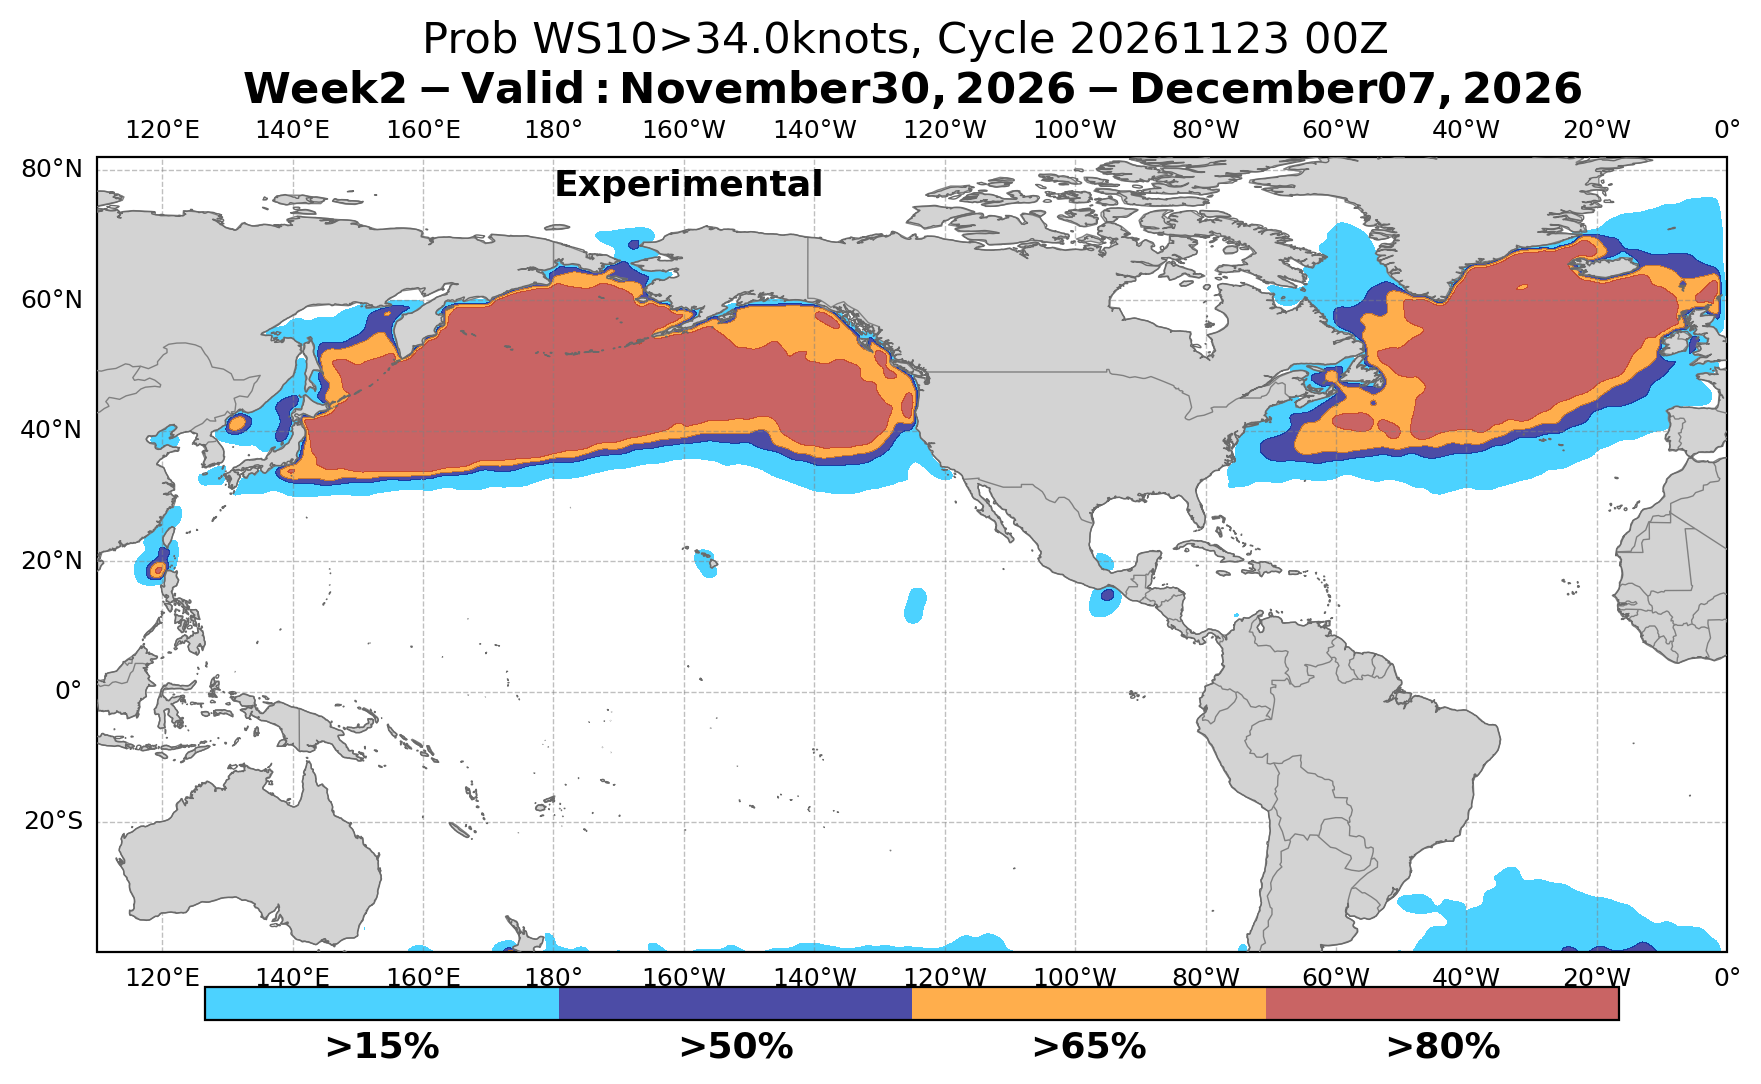 Prob WS10>34.0knots, Cycle 20261123 00Z
Week2 − Valid : November30, 2026 − December07, 2026
120°E 140°E 160°E 180° 160°W 140°W 120°W 100°W 80°W 60°W 40°W 20°W 0°
80°N
Experimental
60°N
40°N
20°N
0°
20°S
120°E 140°E 160°E 180° 160°W 140°W 120°W 100°W 80°W 60°W 40°W 20°W 0°
>15% >50% >65% >80%